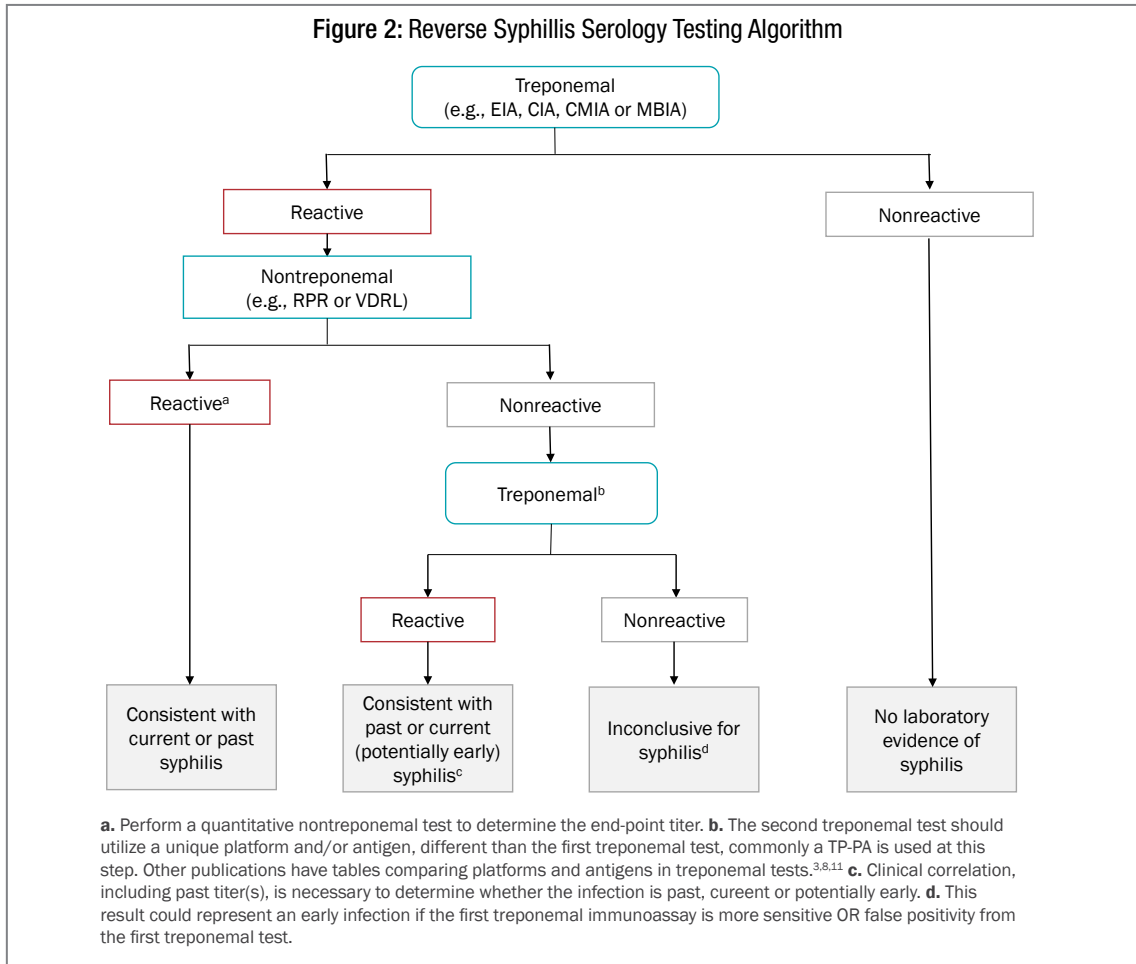 Figure 2: Reverse Syphillis Serology Testing Algorithm
Treponemal
(e.g., EIA, CIA, CMIA or MBIA)
Reactive
Nonreactive
Nontreponemal
(e.g., RPR or VDRL)
Reactiveᵃ
Nonreactive
Treponemalᵇ
Reactive
Nonreactive
Consistent with
current or past
syphilis
Consistent with
past or current
(potentially early)
syphilisᶜ
Inconclusive for
syphilisᵈ
No laboratory
evidence of
syphilis
a. Perform a quantitative nontreponemal test to determine the end-point titer. b. The second treponemal test should
utilize a unique platform and/or antigen, different than the first treponemal test, commonly a TP-PA is used at this
step. Other publications have tables comparing platforms and antigens in treponemal tests.³,⁸,¹¹ c. Clinical correlation,
including past titer(s), is necessary to determine whether the infection is past, cureent or potentially early. d. This
result could represent an early infection if the first treponemal immunoassay is more sensitive OR false positivity from
the first treponemal test.